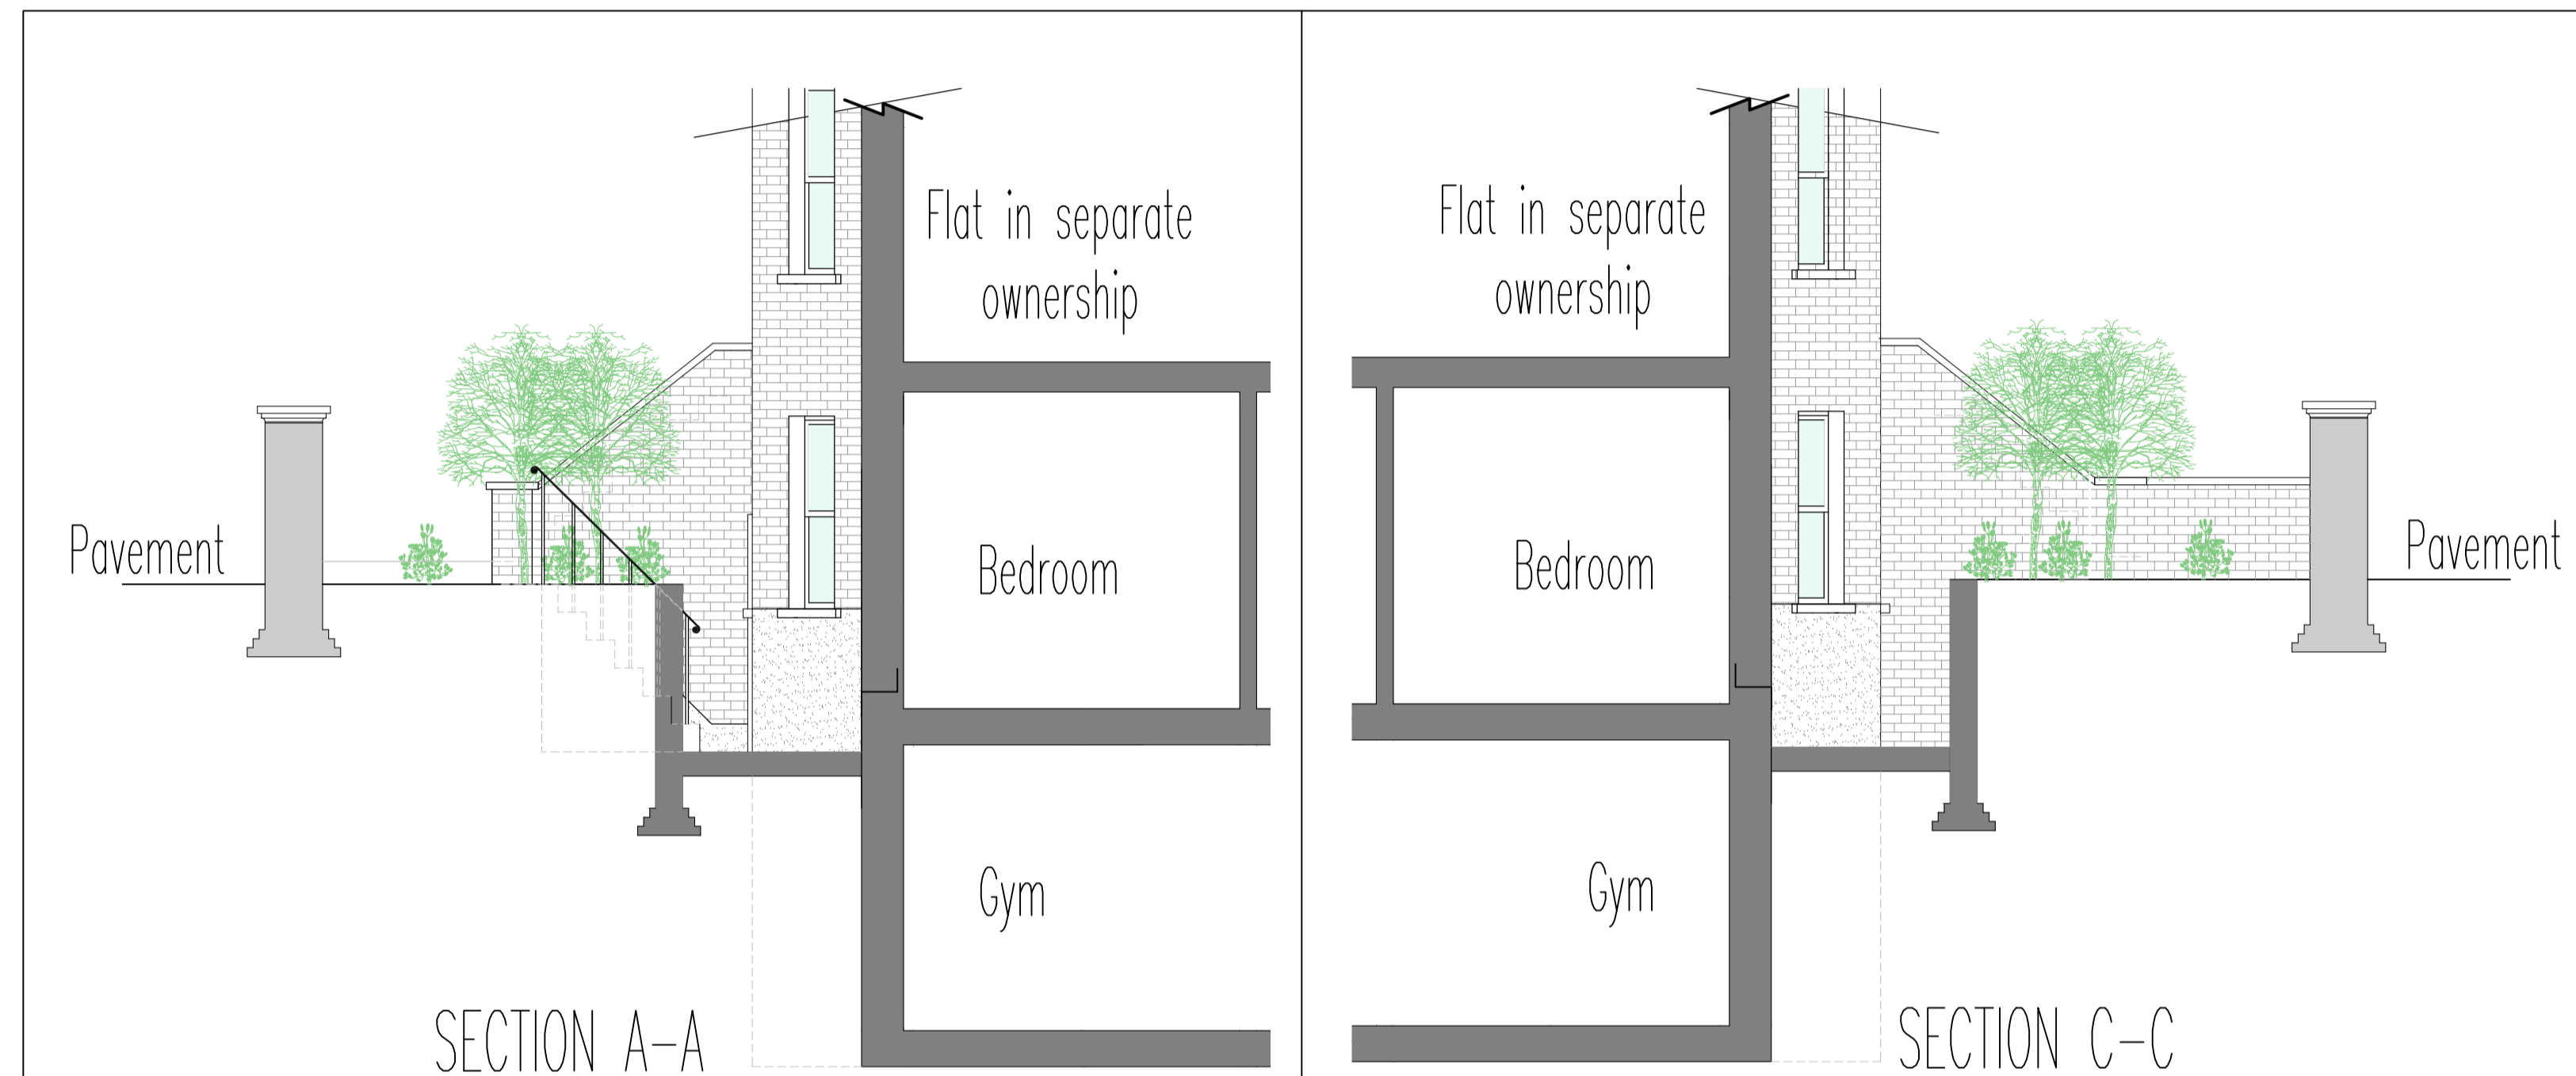 Flat in separate
ownership
Pavement
Bedroom
Gym
SECTION A-A
Flat in separate
ownership
Bedroom
Pavement
Gym
SECTION C-C